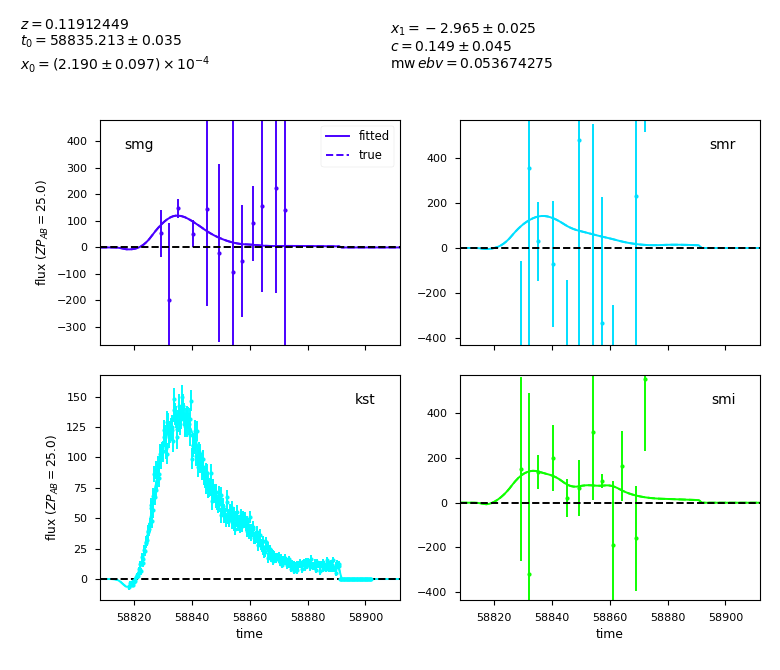 z = 0.11912449
t₀ = 58835.213 ± 0.035
x₀ = (2.190 ± 0.097) × 10⁻⁴
x₁ = −2.965 ± 0.025
c = 0.149 ± 0.045
mwebv = 0.053674275
smg
fitted
true
flux (ZP_AB = 25.0)
400
300
200
100
0
−100
−200
−300
smr
400
200
0
−200
−400
kst
flux (ZP_AB = 25.0)
150
125
100
75
50
25
0
58820 58840 58860 58880 58900
time
smi
400
200
0
−200
−400
58820 58840 58860 58880 58900
time